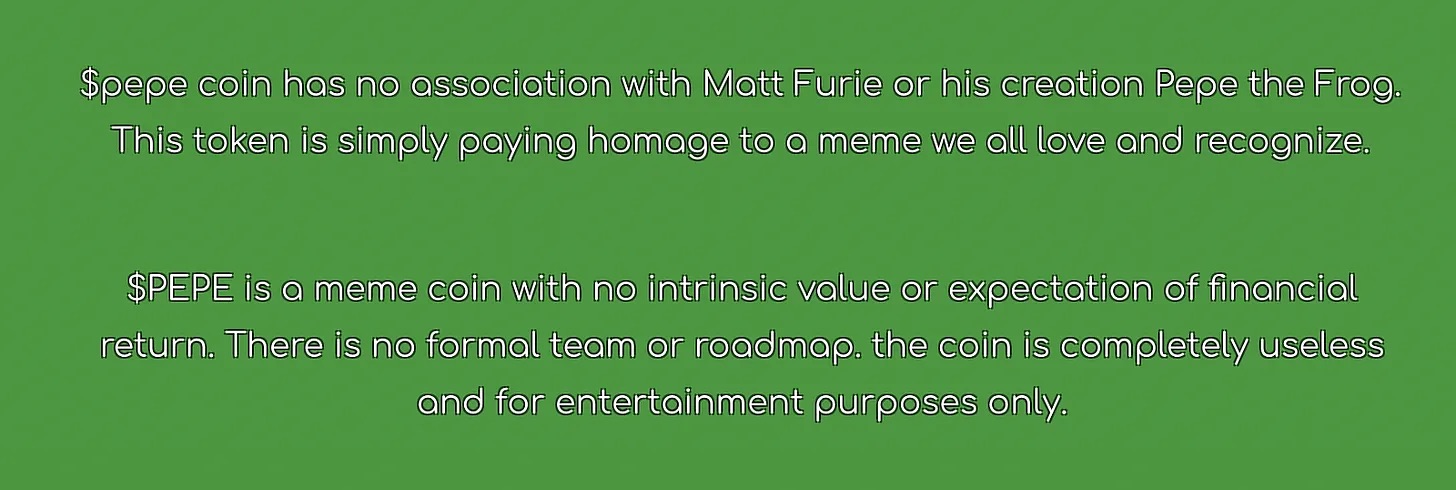 $pepe coin has no association with Matt Furie or his creation Pepe the Frog.
This token is simply paying homage to a meme we all love and recognize.
$PEPE is a meme coin with no intrinsic value or expectation of financial
return. There is no formal team or roadmap. the coin is completely useless
and for entertainment purposes only.